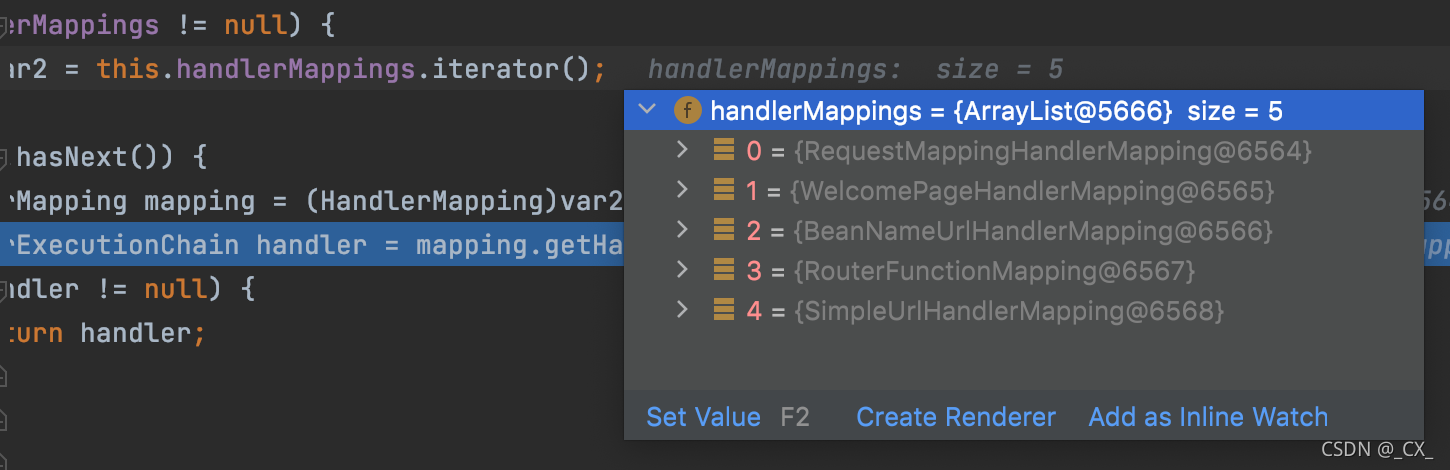 erMappings != null) {
ar2 = this.handlerMappings.iterator(); handlerMappings: size = 5
handlerMappings = {ArrayList@5666} size = 5
hasNext()) {
0 = {RequestMappingHandlerMapping@6564}
1 = {WelcomePageHandlerMapping@6565}
rMapping mapping = (HandlerMapping)var2
2 = {BeanNameUrlHandlerMapping@6566}
rExecutionChain handler = mapping.getHa
3 = {RouterFunctionMapping@6567}
ndler != null) {
4 = {SimpleUrlHandlerMapping@6568}
turn handler;
Set Value F2 Create Renderer Add as Inline Watch
CSDN @_CX_